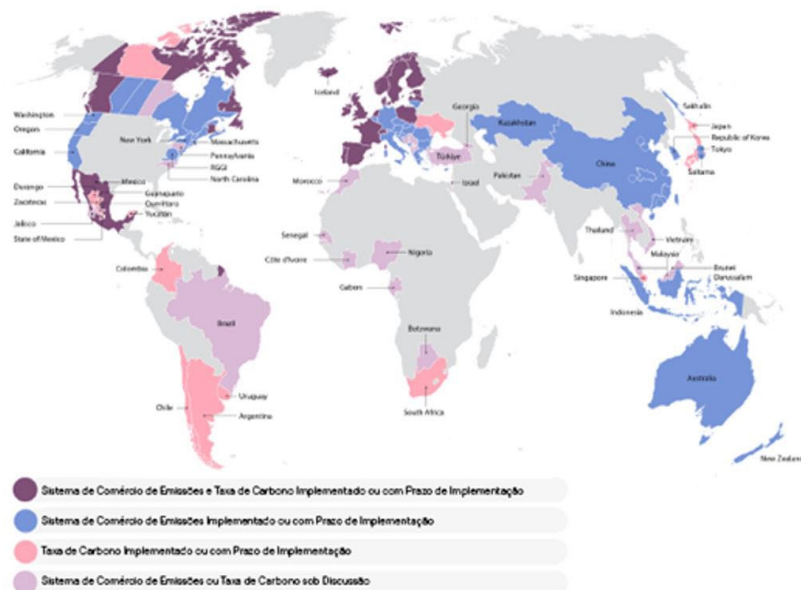 Iceland
Washington
Oregon
California
New York
Massachusetts
Pennsylvania
RGGI
North Carolina
Durango
Zacatecas
Jalisco
State of Mexico
Mexico
Guanajuato
Querétaro
Yucatán
Georgia
Türkiye
Kazakhstan
Sakhalin
Japan
Republic of Korea
Tokyo
Saitama
China
Morocco
Israel
Pakistan
Senegal
Côte d'Ivoire
Nigeria
Gabon
Thailand
Vietnam
Malaysia
Brunei
Darussalam
Singapore
Indonesia
Colombia
Brazil
Botswana
South Africa
Uruguay
Chile
Argentina
Australia
New Zealand
Sistema de Comércio de Emissões e Taxa de Carbono Implementado ou com Prazo de Implementação
Sistema de Comércio de Emissões Implementado ou com Prazo de Implementação
Taxa de Carbono Implementado ou com Prazo de Implementação
Sistema de Comércio de Emissões ou Taxa de Carbono sob Discussão